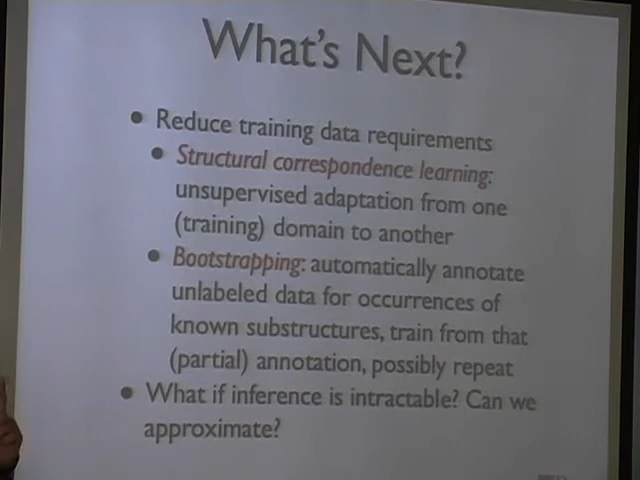 What's Next?
• Reduce training data requirements
• Structural correspondence learning:
unsupervised adaptation from one
(training) domain to another
• Bootstrapping: automatically annotate
unlabeled data for occurrences of
known substructures, train from that
(partial) annotation, possibly repeat
• What if inference is intractable? Can we
approximate?